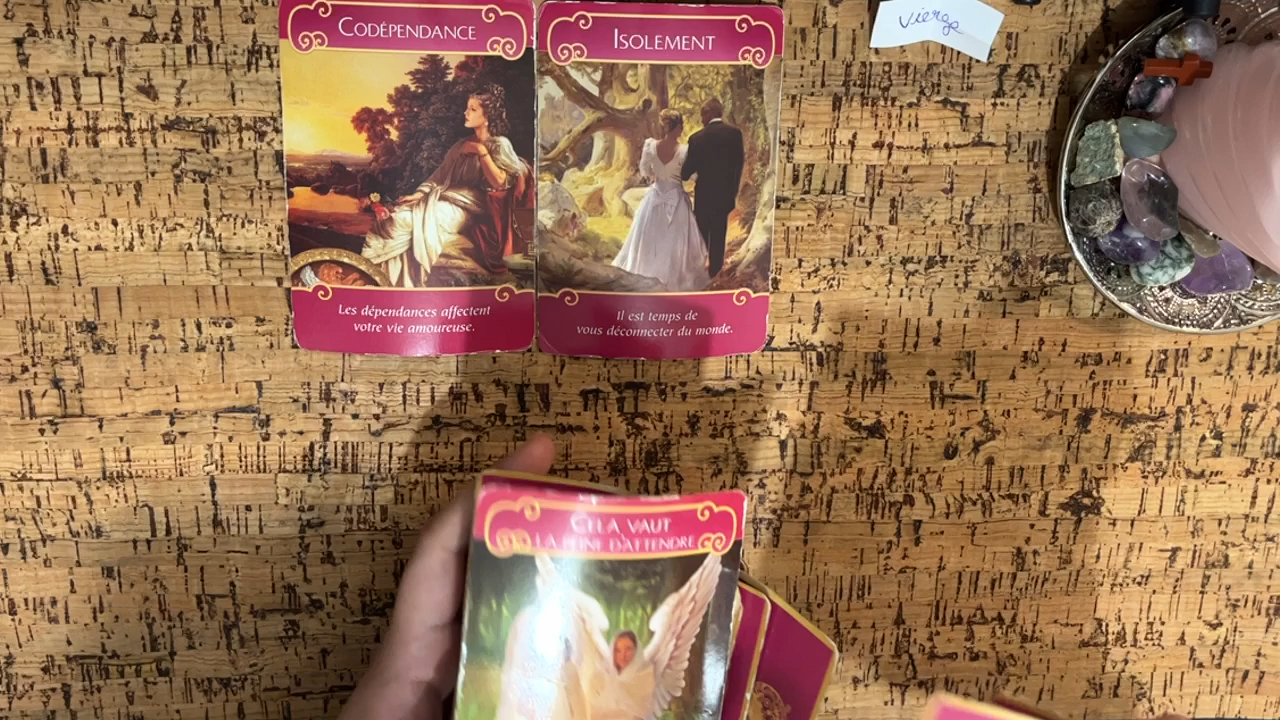 CODÉPENDANCE
Les dépendances affectent
votre vie amoureuse.
ISOLEMENT
Il est temps de
vous déconnecter du monde.
vierge
CELA VAUT
LA PEINE D'ATTENDRE